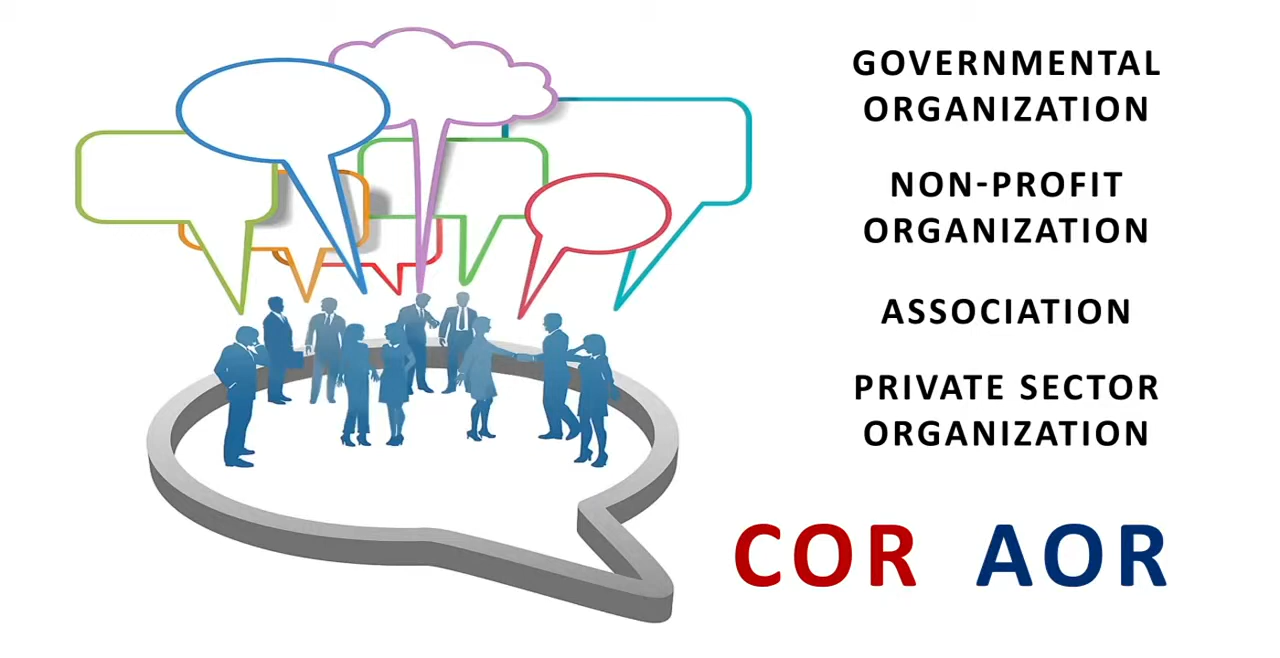 GOVERNMENTAL
ORGANIZATION
NON-PROFIT
ORGANIZATION
ASSOCIATION
PRIVATE SECTOR
ORGANIZATION
COR AOR